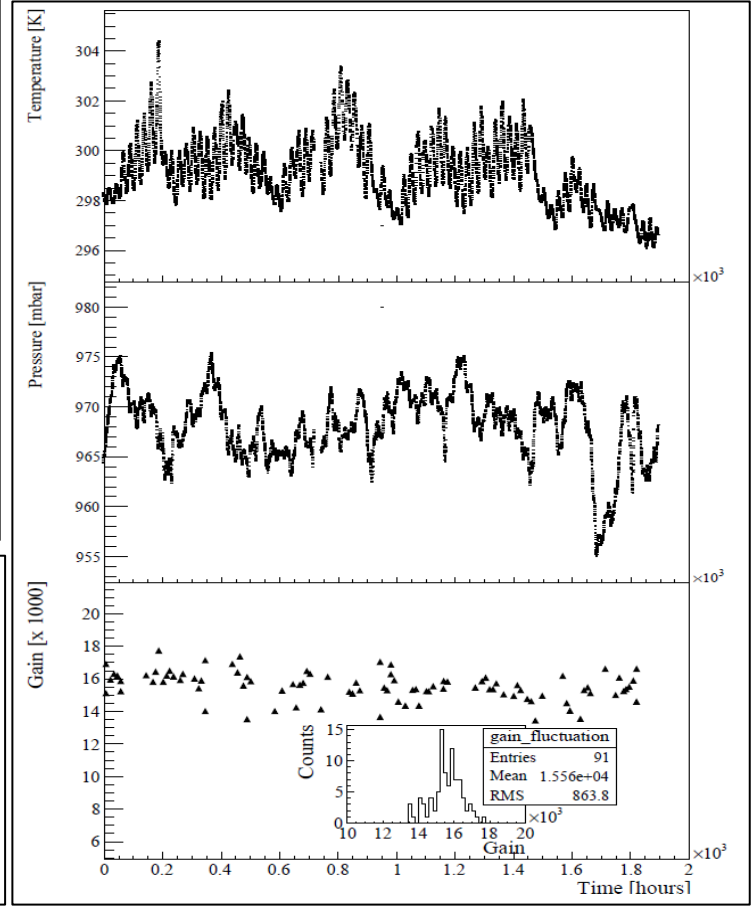 Temperature [K]
304
302
300
298
296
×10³
Pressure [mbar]
980
975
970
965
960
955
×10³
Gain [x 1000]
20
18
16
14
12
10
8
6
Counts
15
10
5
0
10 12 14 16 18 20
×10³
Gain
gain_fluctuation
Entries 91
Mean 1.556e+04
RMS 863.8
0 0.2 0.4 0.6 0.8 1 1.2 1.4 1.6 1.8 2
×10³
Time [hours]